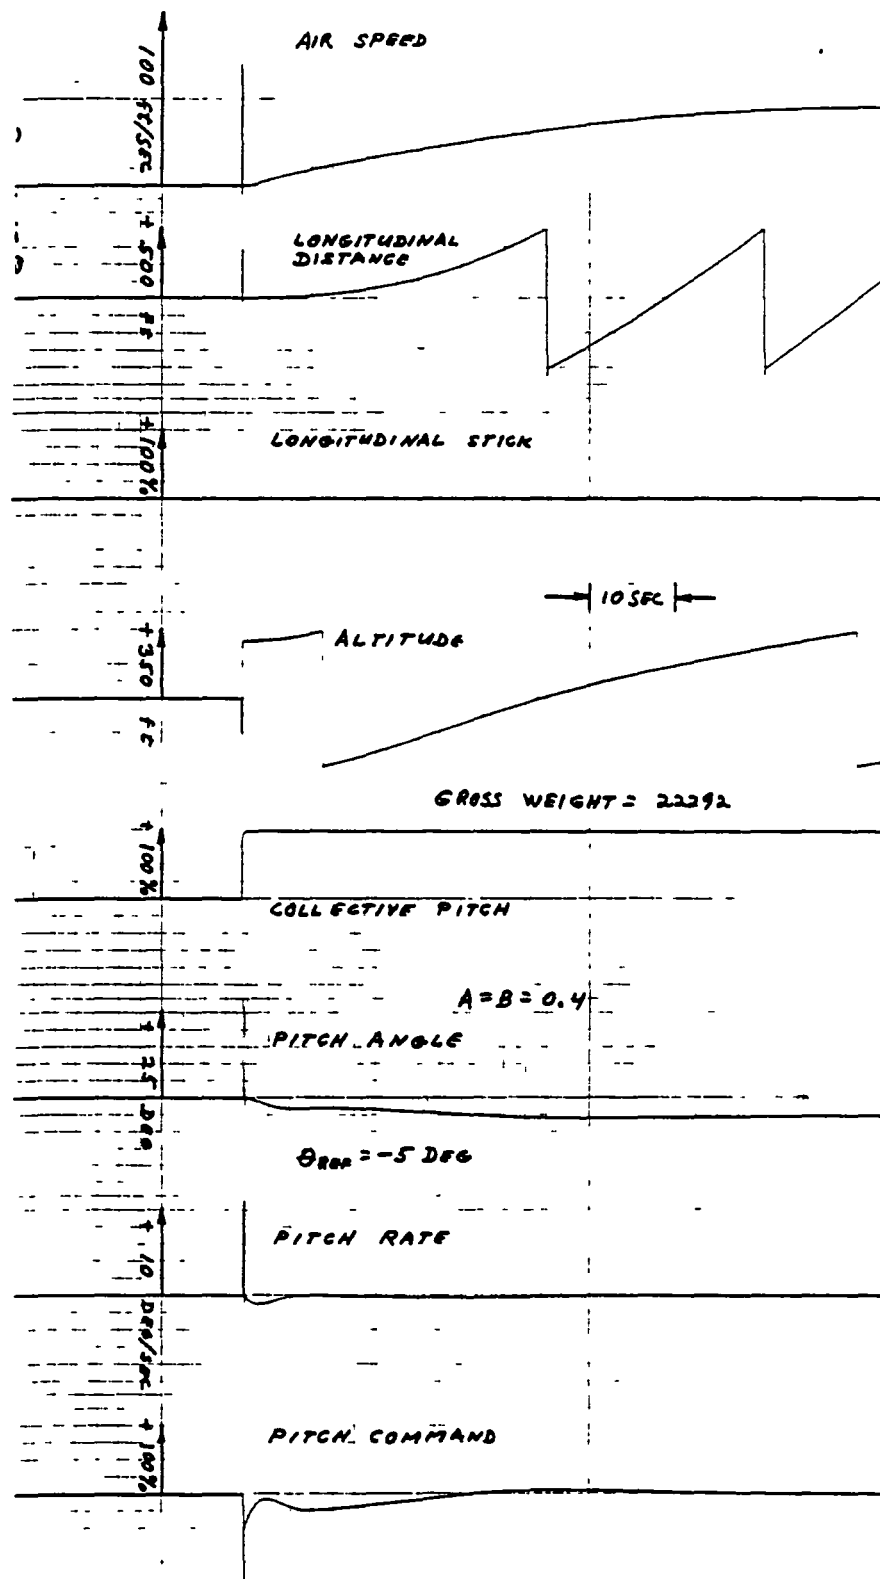 AIR SPEED
100 ft/SEC
LONGITUDINAL
DISTANCE
+ 500 ft
LONGITUDINAL STICK
+100%
10 SEC
ALTITUDE
+350 ft
GROSS WEIGHT = 22292
+ 100%
COLLECTIVE PITCH
A = B = 0.4
PITCH ANGLE
+ 25 DEG
θREF = -5 DEG
PITCH RATE
+ 10 DEG/SEC
PITCH COMMAND
+ 100%